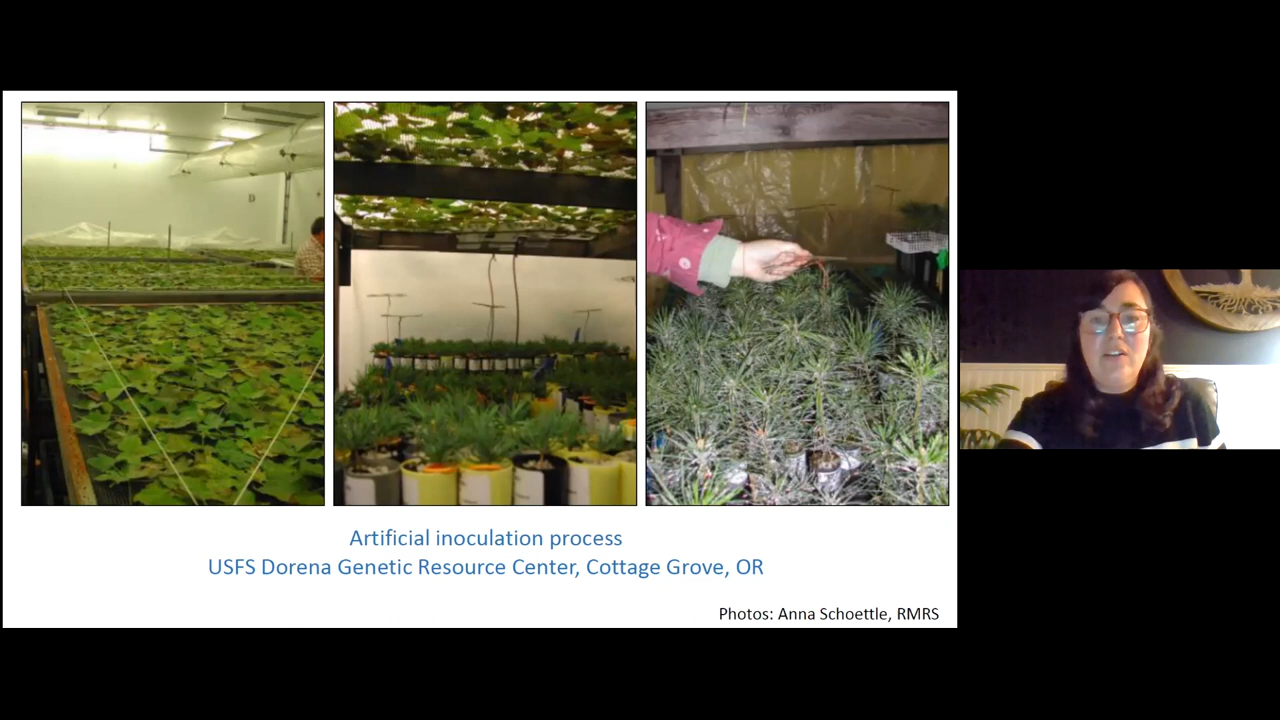 D
Artificial inoculation process
USFS Dorena Genetic Resource Center, Cottage Grove, OR
Photos: Anna Schoettle, RMRS